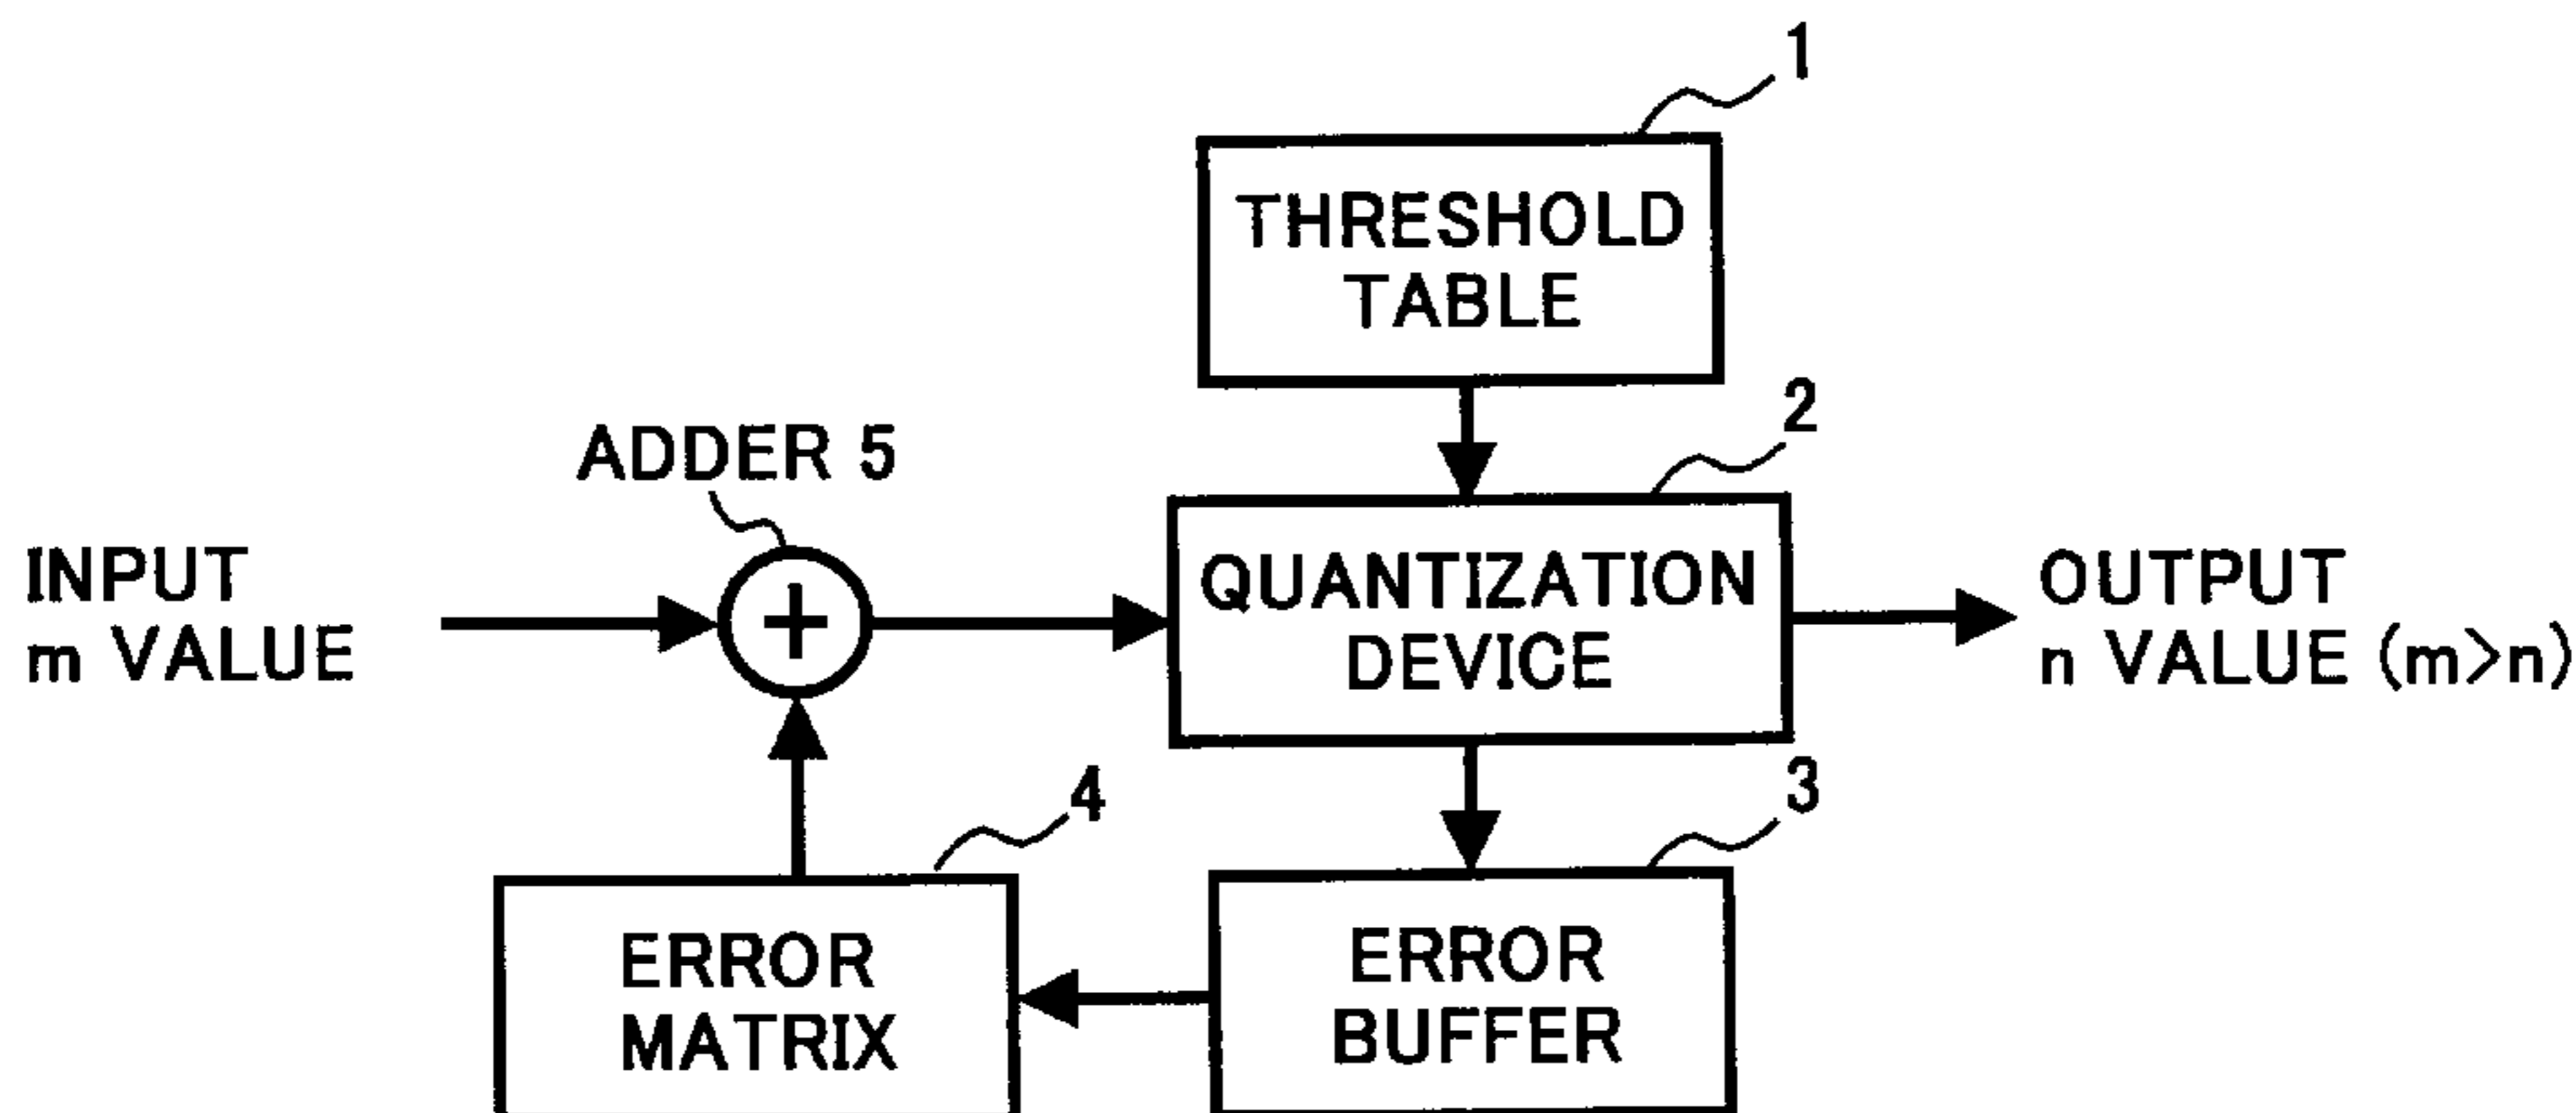 1
THRESHOLD
TABLE
2
ADDER 5
INPUT
m VALUE
+
QUANTIZATION
DEVICE
OUTPUT
n VALUE (m>n)
4
3
ERROR
MATRIX
ERROR
BUFFER